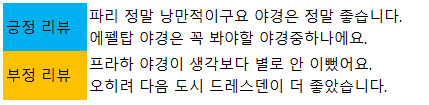 긍정 리뷰
파리 정말 낭만적이구요 야경은 정말 좋습니다.
에펠탑 야경은 꼭 봐야할 야경중하나에요.
부정 리뷰
프라하 야경이 생각보다 별로 안 이뻤어요.
오히려 다음 도시 드레스덴이 더 좋았습니다.